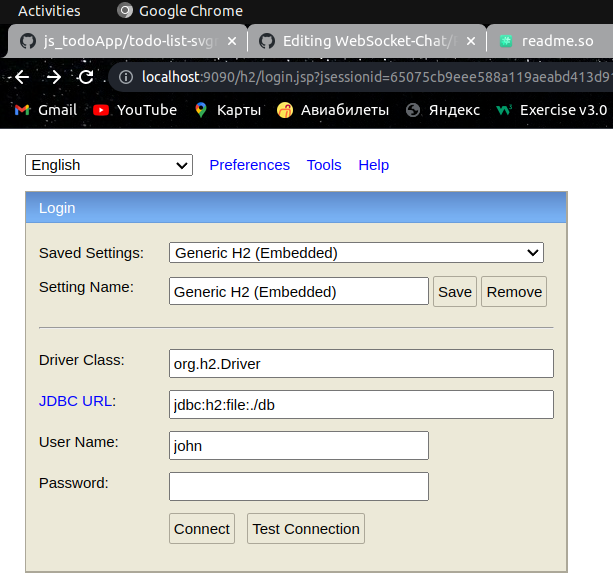 Activities Google Chrome
js_todoApp/todo-list-svgr
Editing WebSocket-Chat/
readme.so
localhost:9090/h2/login.jsp?jsessionid=65075cb9eee588a119aeabd413d9
Gmail YouTube Карты Авиабилеты Яндекс Exercise v3.0
English Preferences Tools Help
Login
Saved Settings: Generic H2 (Embedded)
Setting Name: Generic H2 (Embedded) Save Remove
Driver Class: org.h2.Driver
JDBC URL: jdbc:h2:file:./db
User Name: john
Password:
Connect Test Connection